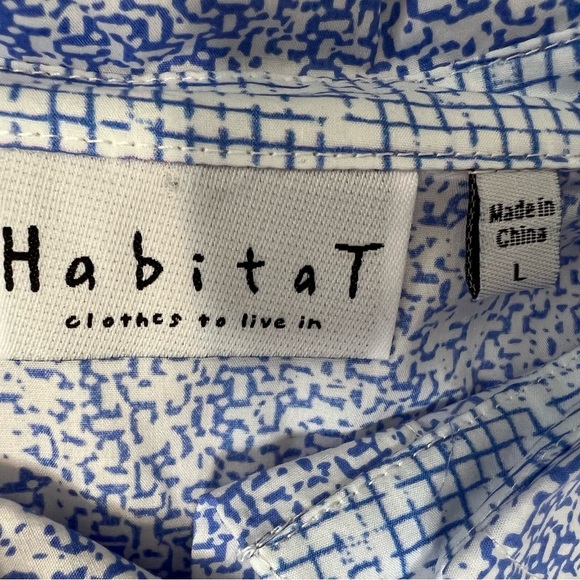 HabitaT
clothes to live in
Made in
China
L